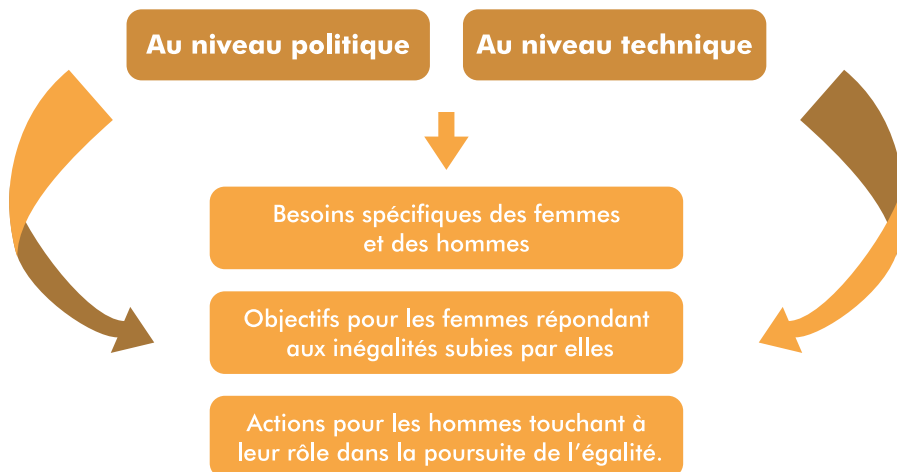 Au niveau politique
Au niveau technique
Besoins spécifiques des femmes
et des hommes
Objectifs pour les femmes répondant
aux inégalités subies par elles
Actions pour les hommes touchant à
leur rôle dans la poursuite de l’égalité.